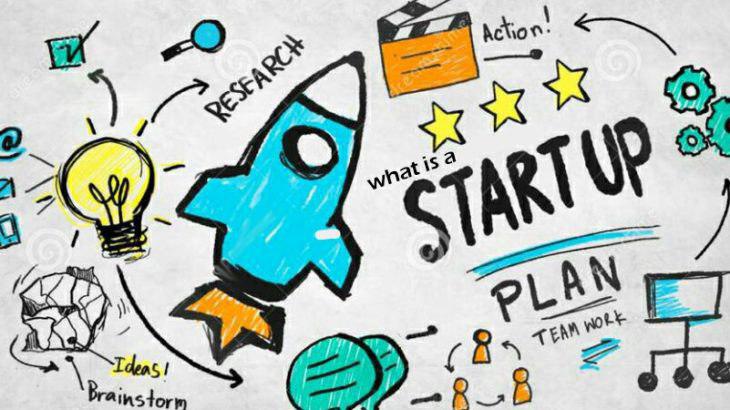 RESEARCH
Action!
what is a
START UP
PLAN
TEAM WORK
@
Ideas!
Brainstorm